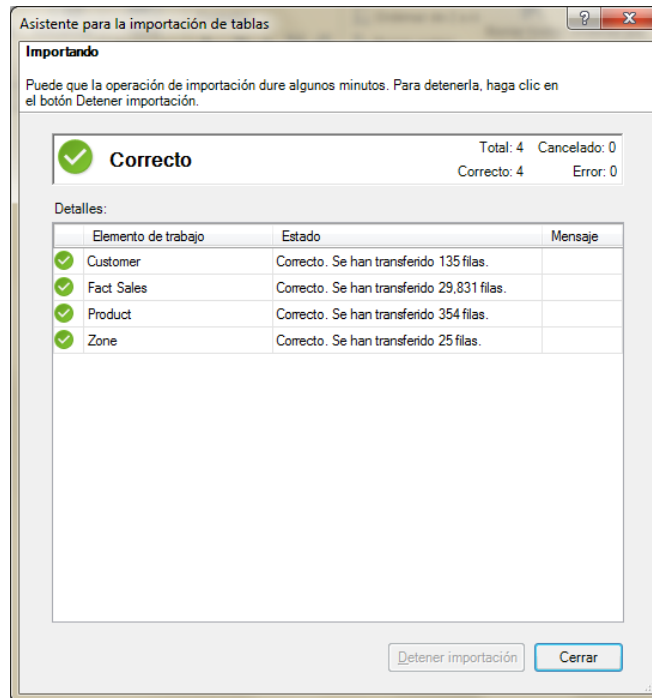 Asistente para la importación de tablas
Importando
Puede que la operación de importación dure algunos minutos. Para detenerla, haga clic en
el botón Detener importación.
Correcto
Total: 4 Cancelado: 0
Correcto: 4 Error: 0
Detalles:
Elemento de trabajo Estado Mensaje
Customer Correcto. Se han transferido 135 filas.
Fact Sales Correcto. Se han transferido 29,831 filas.
Product Correcto. Se han transferido 354 filas.
Zone Correcto. Se han transferido 25 filas.
Detener importación Cerrar